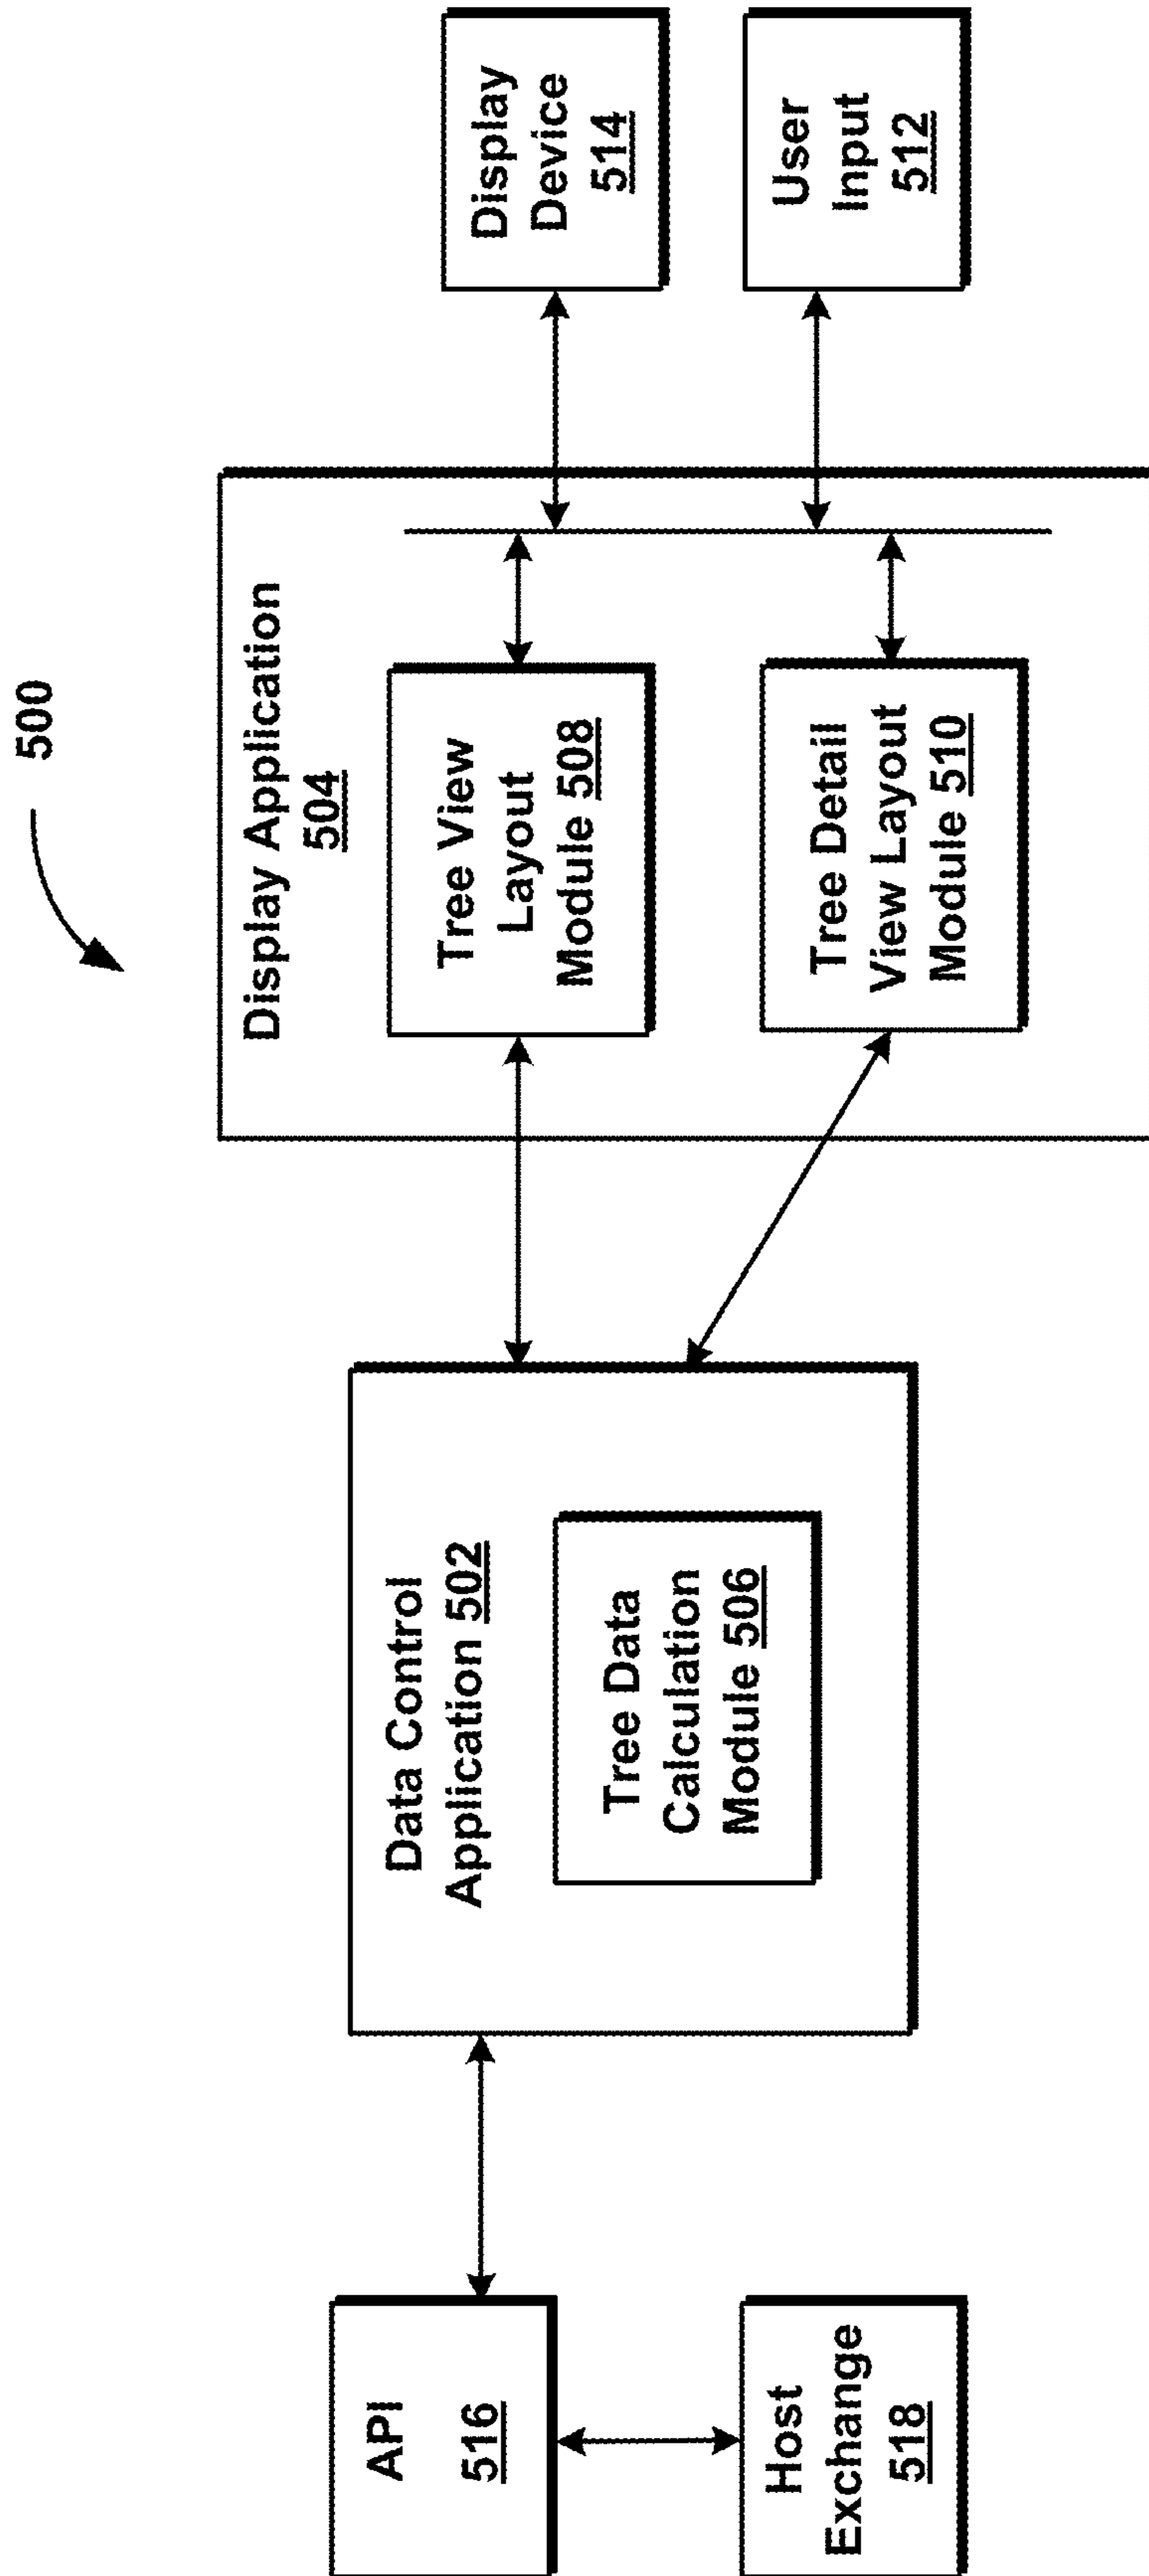 500
Display Application
504
Tree View
Layout
Module 508
Tree Detail
View Layout
Module 510
Display
Device
514
User
Input
512
Data Control
Application 502
Tree Data
Calculation
Module 506
API
516
Host
Exchange
518